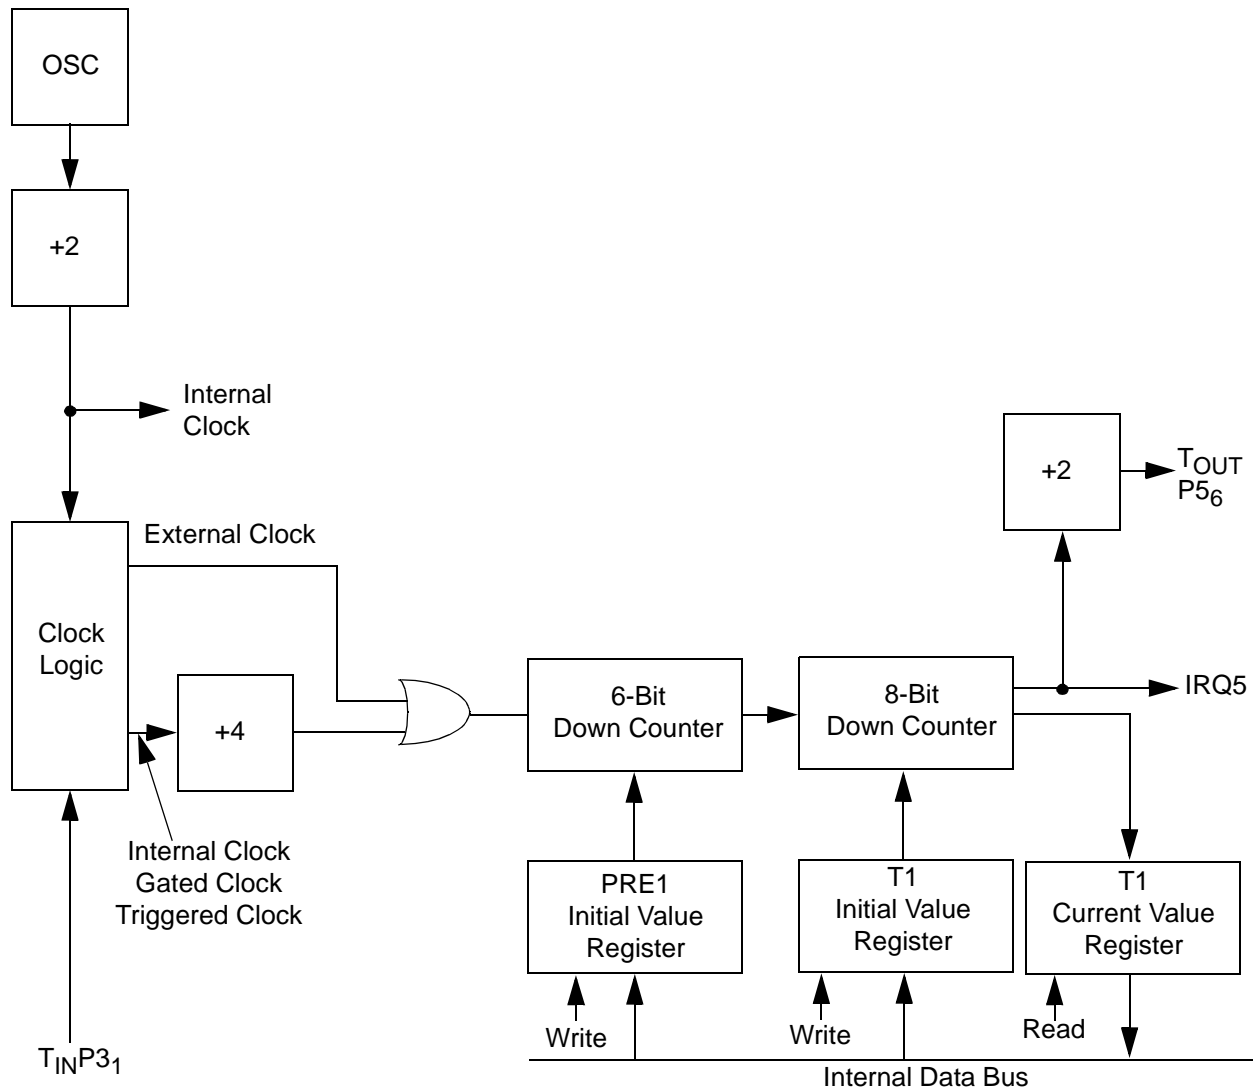 OSC
+2
Internal
Clock
+2
TOUT
P56
External Clock
Clock
Logic
+4
6-Bit
Down Counter
8-Bit
Down Counter
IRQ5
Internal Clock
Gated Clock
Triggered Clock
PRE1
Initial Value
Register
T1
Initial Value
Register
T1
Current Value
Register
Write
Write
Read
TINP31
Internal Data Bus